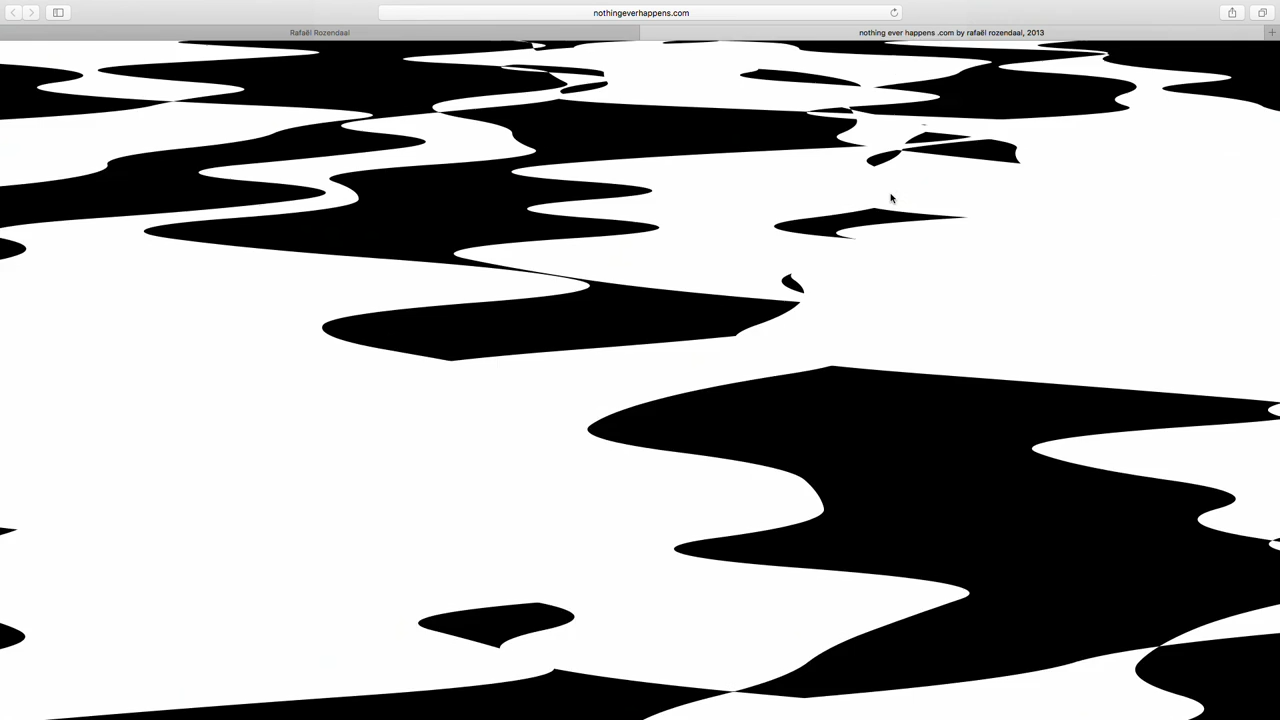 nothingeverhappens.com
Rafaël Rozendaal
nothing ever happens .com by rafaël rozendaal, 2013